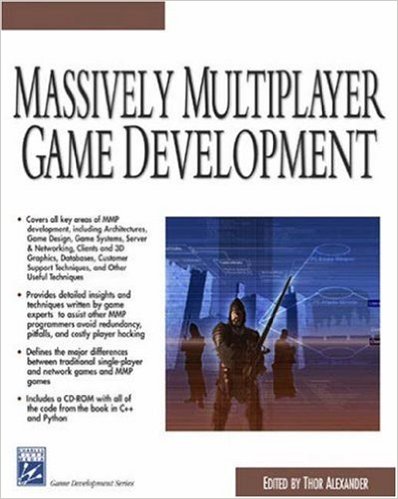 MASSIVELY MULTIPLAYER
GAME DEVELOPMENT
• Covers all key areas of MMP
development, including Architectures,
Game Design, Game Systems, Server
& Networking, Clients and 3D
Graphics, Databases, Customer
Support Techniques, and Other
Useful Techniques
• Provides detailed insights and
techniques written by game
experts to assist other MMP
programmers avoid redundancy,
pitfalls, and costly player hacking
• Defines the major differences
between traditional single-player
and network games and MMP
games
• Includes a CD-ROM with all of
the code from the book in C++
and Python
CHARLES
RIVER
MEDIA
Game Development Series
EDITED BY THOR ALEXANDER